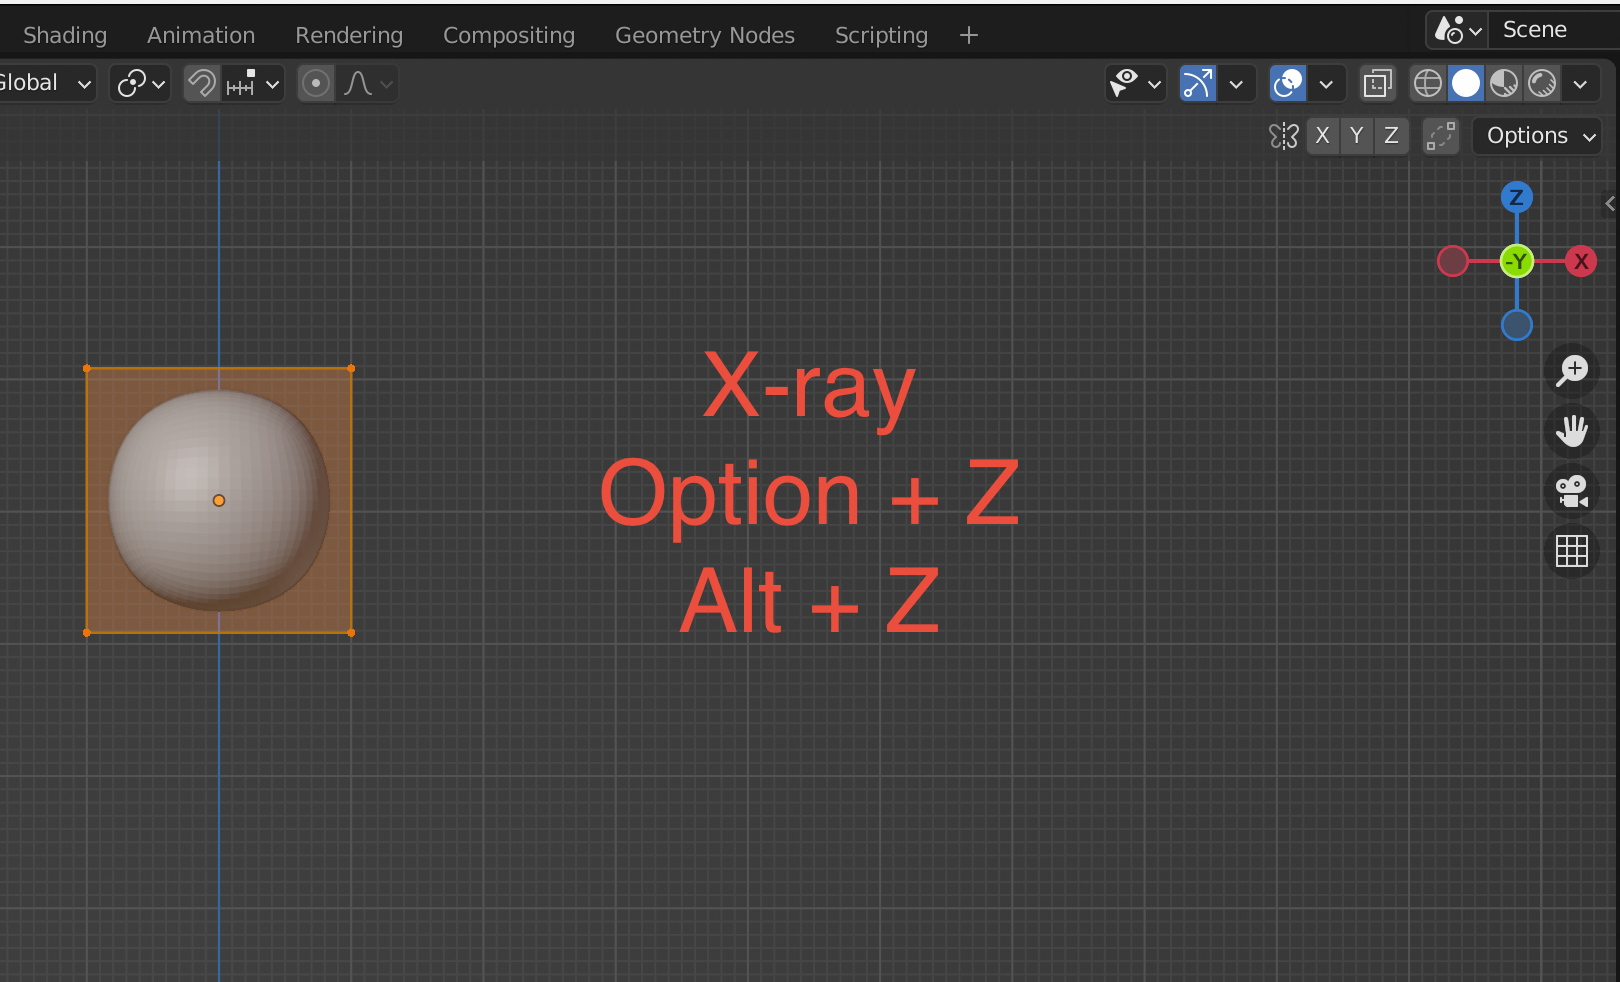 Shading Animation Rendering Compositing Geometry Nodes Scripting + Scene
Global
X Y Z Options
Z
-Y X
X-ray
Option + Z
Alt + Z